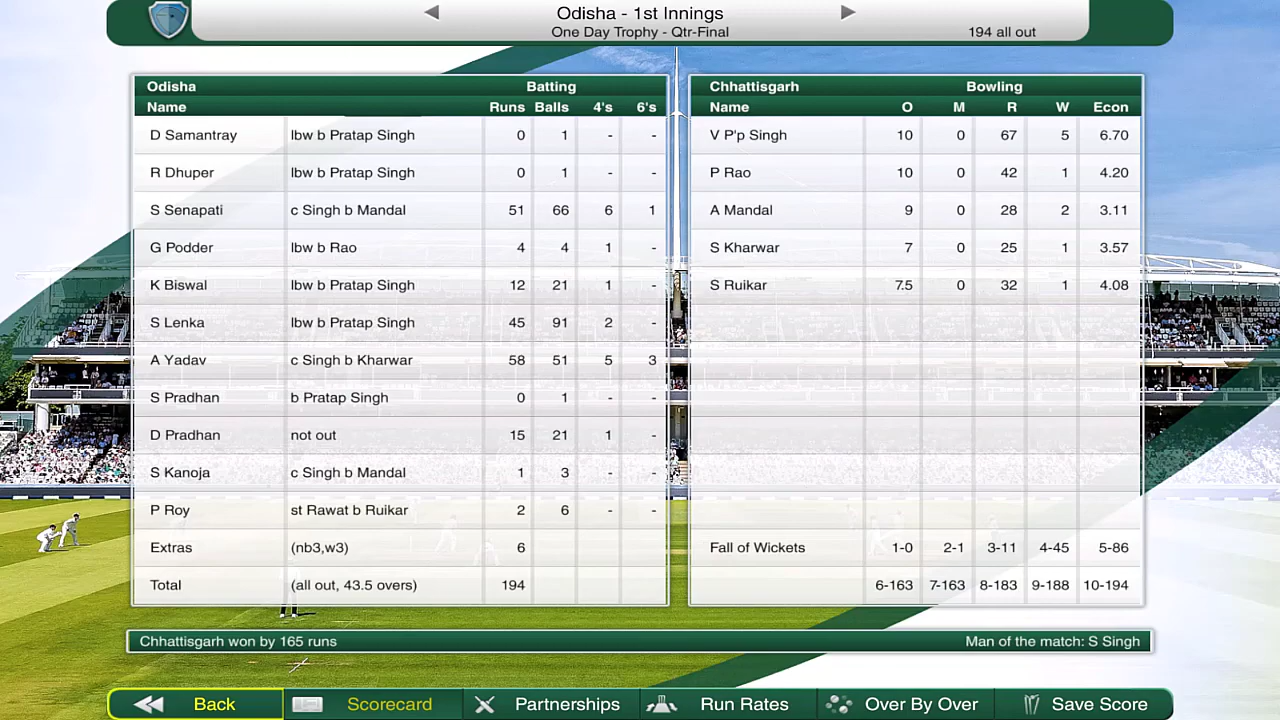 Odisha - 1st Innings
One Day Trophy - Qtr-Final 194 all out
Odisha Batting
Name Runs Balls 4's 6's
D Samantray lbw b Pratap Singh 0 1 - -
R Dhuper lbw b Pratap Singh 0 1 - -
S Senapati c Singh b Mandal 51 66 6 1
G Podder lbw b Rao 4 4 1 -
K Biswal lbw b Pratap Singh 12 21 1 -
S Lenka lbw b Pratap Singh 45 91 2 -
A Yadav c Singh b Kharwar 58 51 5 3
S Pradhan b Pratap Singh 0 1 - -
D Pradhan not out 15 21 1 -
S Kanoja c Singh b Mandal 1 3 - -
P Roy st Rawat b Ruikar 2 6 - -
Extras (nb3,w3) 6
Total (all out, 43.5 overs) 194
Chhattisgarh Bowling
Name O M R W Econ
V P'p Singh 10 0 67 5 6.70
P Rao 10 0 42 1 4.20
A Mandal 9 0 28 2 3.11
S Kharwar 7 0 25 1 3.57
S Ruikar 7.5 0 32 1 4.08
Fall of Wickets 1-0 2-1 3-11 4-45 5-86
6-163 7-163 8-183 9-188 10-194
Chhattisgarh won by 165 runs Man of the match: S Singh
Back Scorecard Partnerships Run Rates Over By Over Save Score